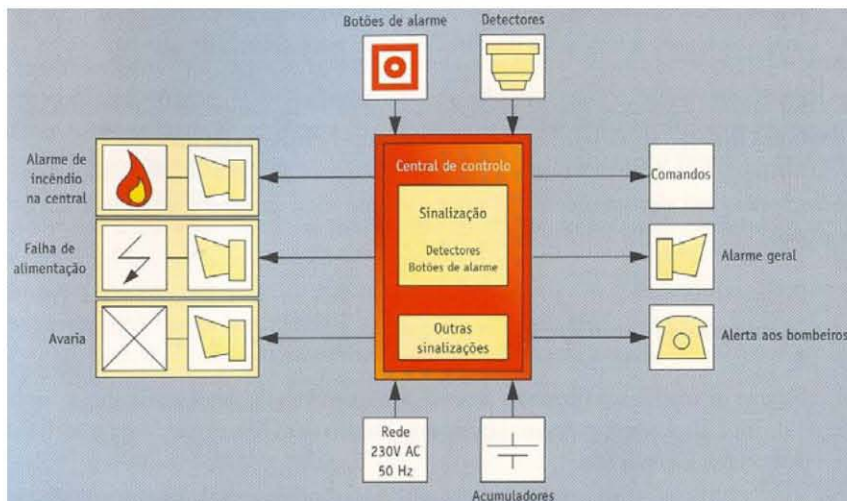 Botões de alarme
Detectores
Alarme de
incêndio
na central
Central de controlo
Comandos
Sinalização
Falha de
alimentação
Detectores
Botões de alarme
Alarme geral
Avaria
Outras
sinalizações
Alerta aos bombeiros
Rede
230V AC
50 Hz
Acumuladores